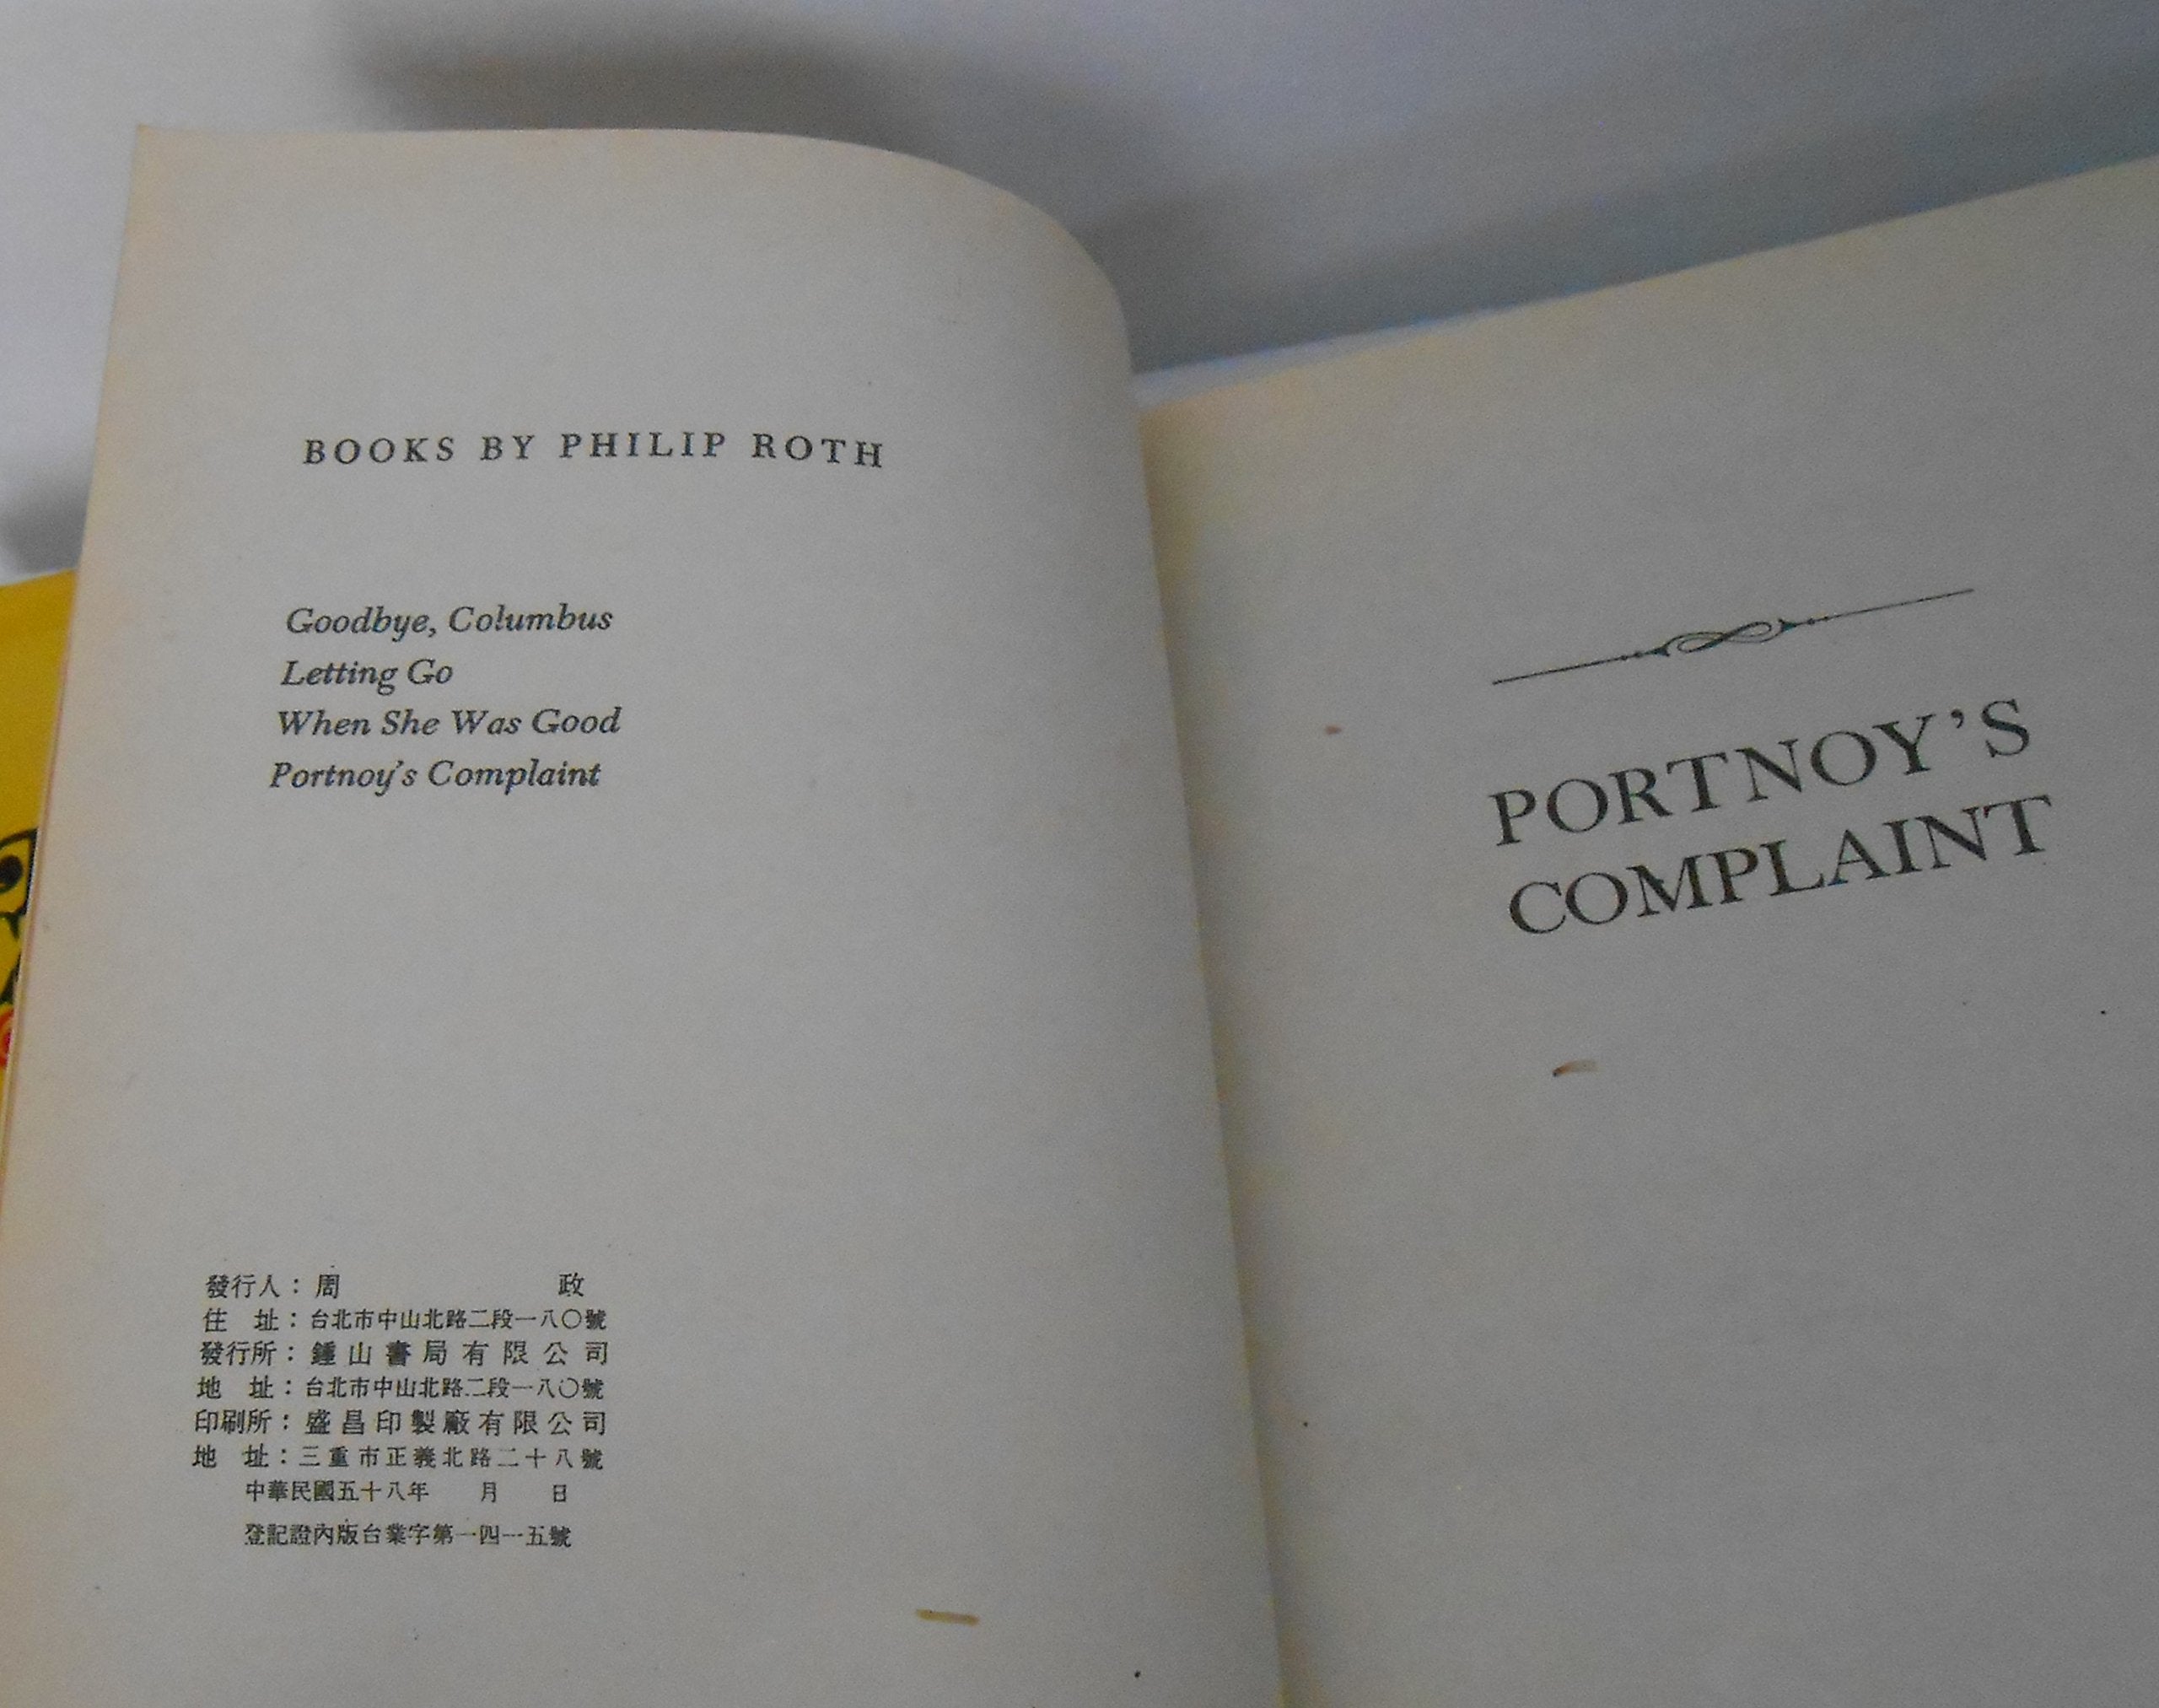 BOOKS BY PHILIP ROTH
Goodbye, Columbus
Letting Go
When She Was Good
Portnoy's Complaint
發行人：周 政
住 址：台北市中山北路二段一八〇號
發行所：鍾山書局有限公司
地 址：台北市中山北路二段一八〇號
印刷所：盛昌印製廠有限公司
地 址：三重市正義北路二十八號
中華民國五十八年 月 日
登記證內版台業字第一四一五號
PORTNOY'S
COMPLAINT